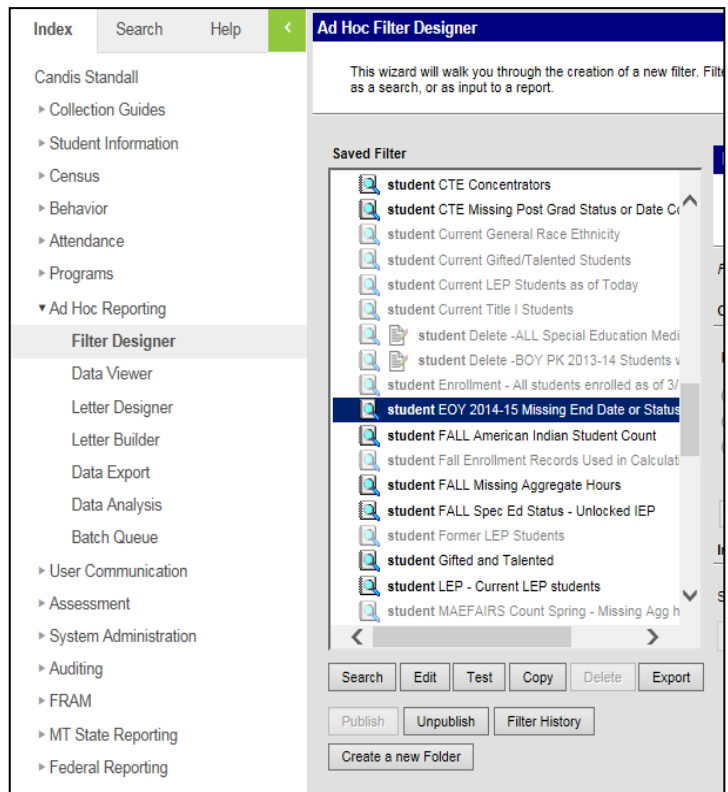 Index Search Help
Candis Standall
Collection Guides
Student Information
Census
Behavior
Attendance
Programs
Ad Hoc Reporting
Filter Designer
Data Viewer
Letter Designer
Letter Builder
Data Export
Data Analysis
Batch Queue
User Communication
Assessment
System Administration
Auditing
FRAM
MT State Reporting
Federal Reporting
Ad Hoc Filter Designer
This wizard will walk you through the creation of a new filter. Filte
as a search, or as input to a report.
Saved Filter
student CTE Concentrators
student CTE Missing Post Grad Status or Date Co
student Current General Race Ethnicity
student Current Gifted/Talented Students
student Current LEP Students as of Today
student Current Title I Students
student Delete -ALL Special Education Medi
student Delete -BOY PK 2013-14 Students w
student Enrollment - All students enrolled as of 3/
student EOY 2014-15 Missing End Date or Status
student FALL American Indian Student Count
student Fall Enrollment Records Used in Calculati
student FALL Missing Aggregate Hours
student FALL Spec Ed Status - Unlocked IEP
student Former LEP Students
student Gifted and Talented
student LEP - Current LEP students
student MAEFAIRS Count Spring - Missing Agg h
Search Edit Test Copy Delete Export
Publish Unpublish Filter History
Create a new Folder